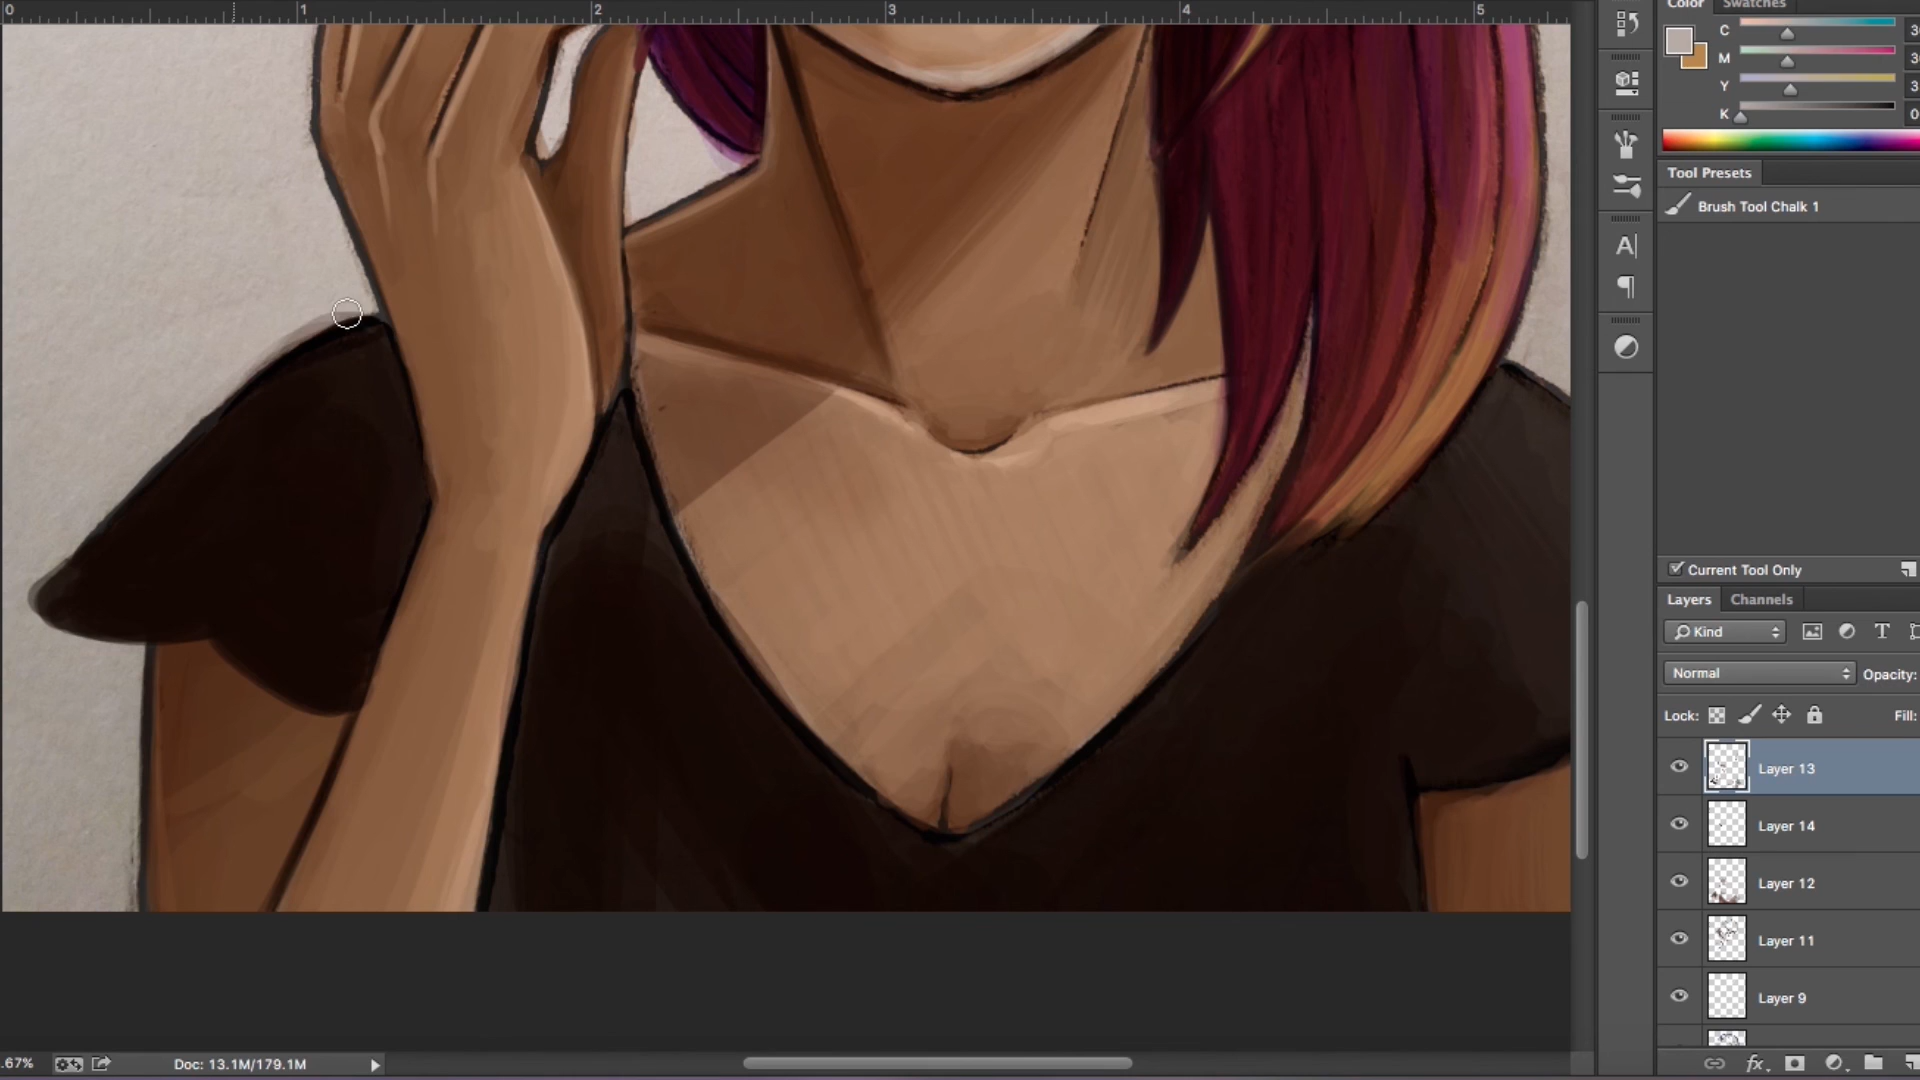 0 1 2 3 4 5
Color Swatches
C 3
M 3
Y 3
K 0
Tool Presets
Brush Tool Chalk 1
A
Current Tool Only
Layers Channels
Kind T
Normal Opacity:
Lock: Fill:
Layer 13
Layer 14
Layer 12
Layer 11
Layer 9
.67% Doc: 13.1M/179.1M fx.